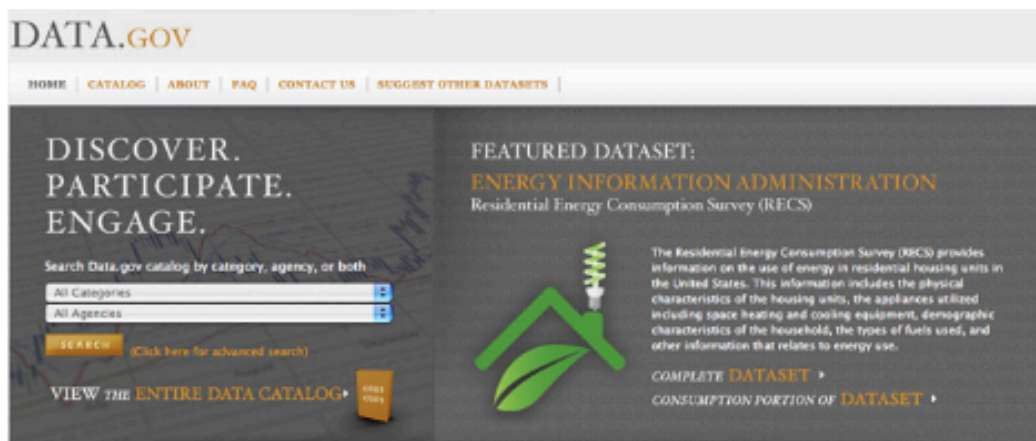 DATA.GOV
HOME | CATALOG | ABOUT | FAQ | CONTACT US | SUGGEST OTHER DATASETS |
DISCOVER.
PARTICIPATE.
ENGAGE.
Search Data.gov catalog by category, agency, or both
All Categories
All Agencies
SEARCH (Click here for advanced search)
VIEW THE ENTIRE DATA CATALOG
FEATURED DATASET:
ENERGY INFORMATION ADMINISTRATION
Residential Energy Consumption Survey (RECS)
The Residential Energy Consumption Survey (RECS) provides
information on the use of energy in residential housing units in
the United States. This information includes the physical
characteristics of the housing units, the appliances utilized
including space heating and cooling equipment, demographic
characteristics of the household, the types of fuels used, and
other information that relates to energy use.
COMPLETE DATASET
CONSUMPTION PORTION OF DATASET